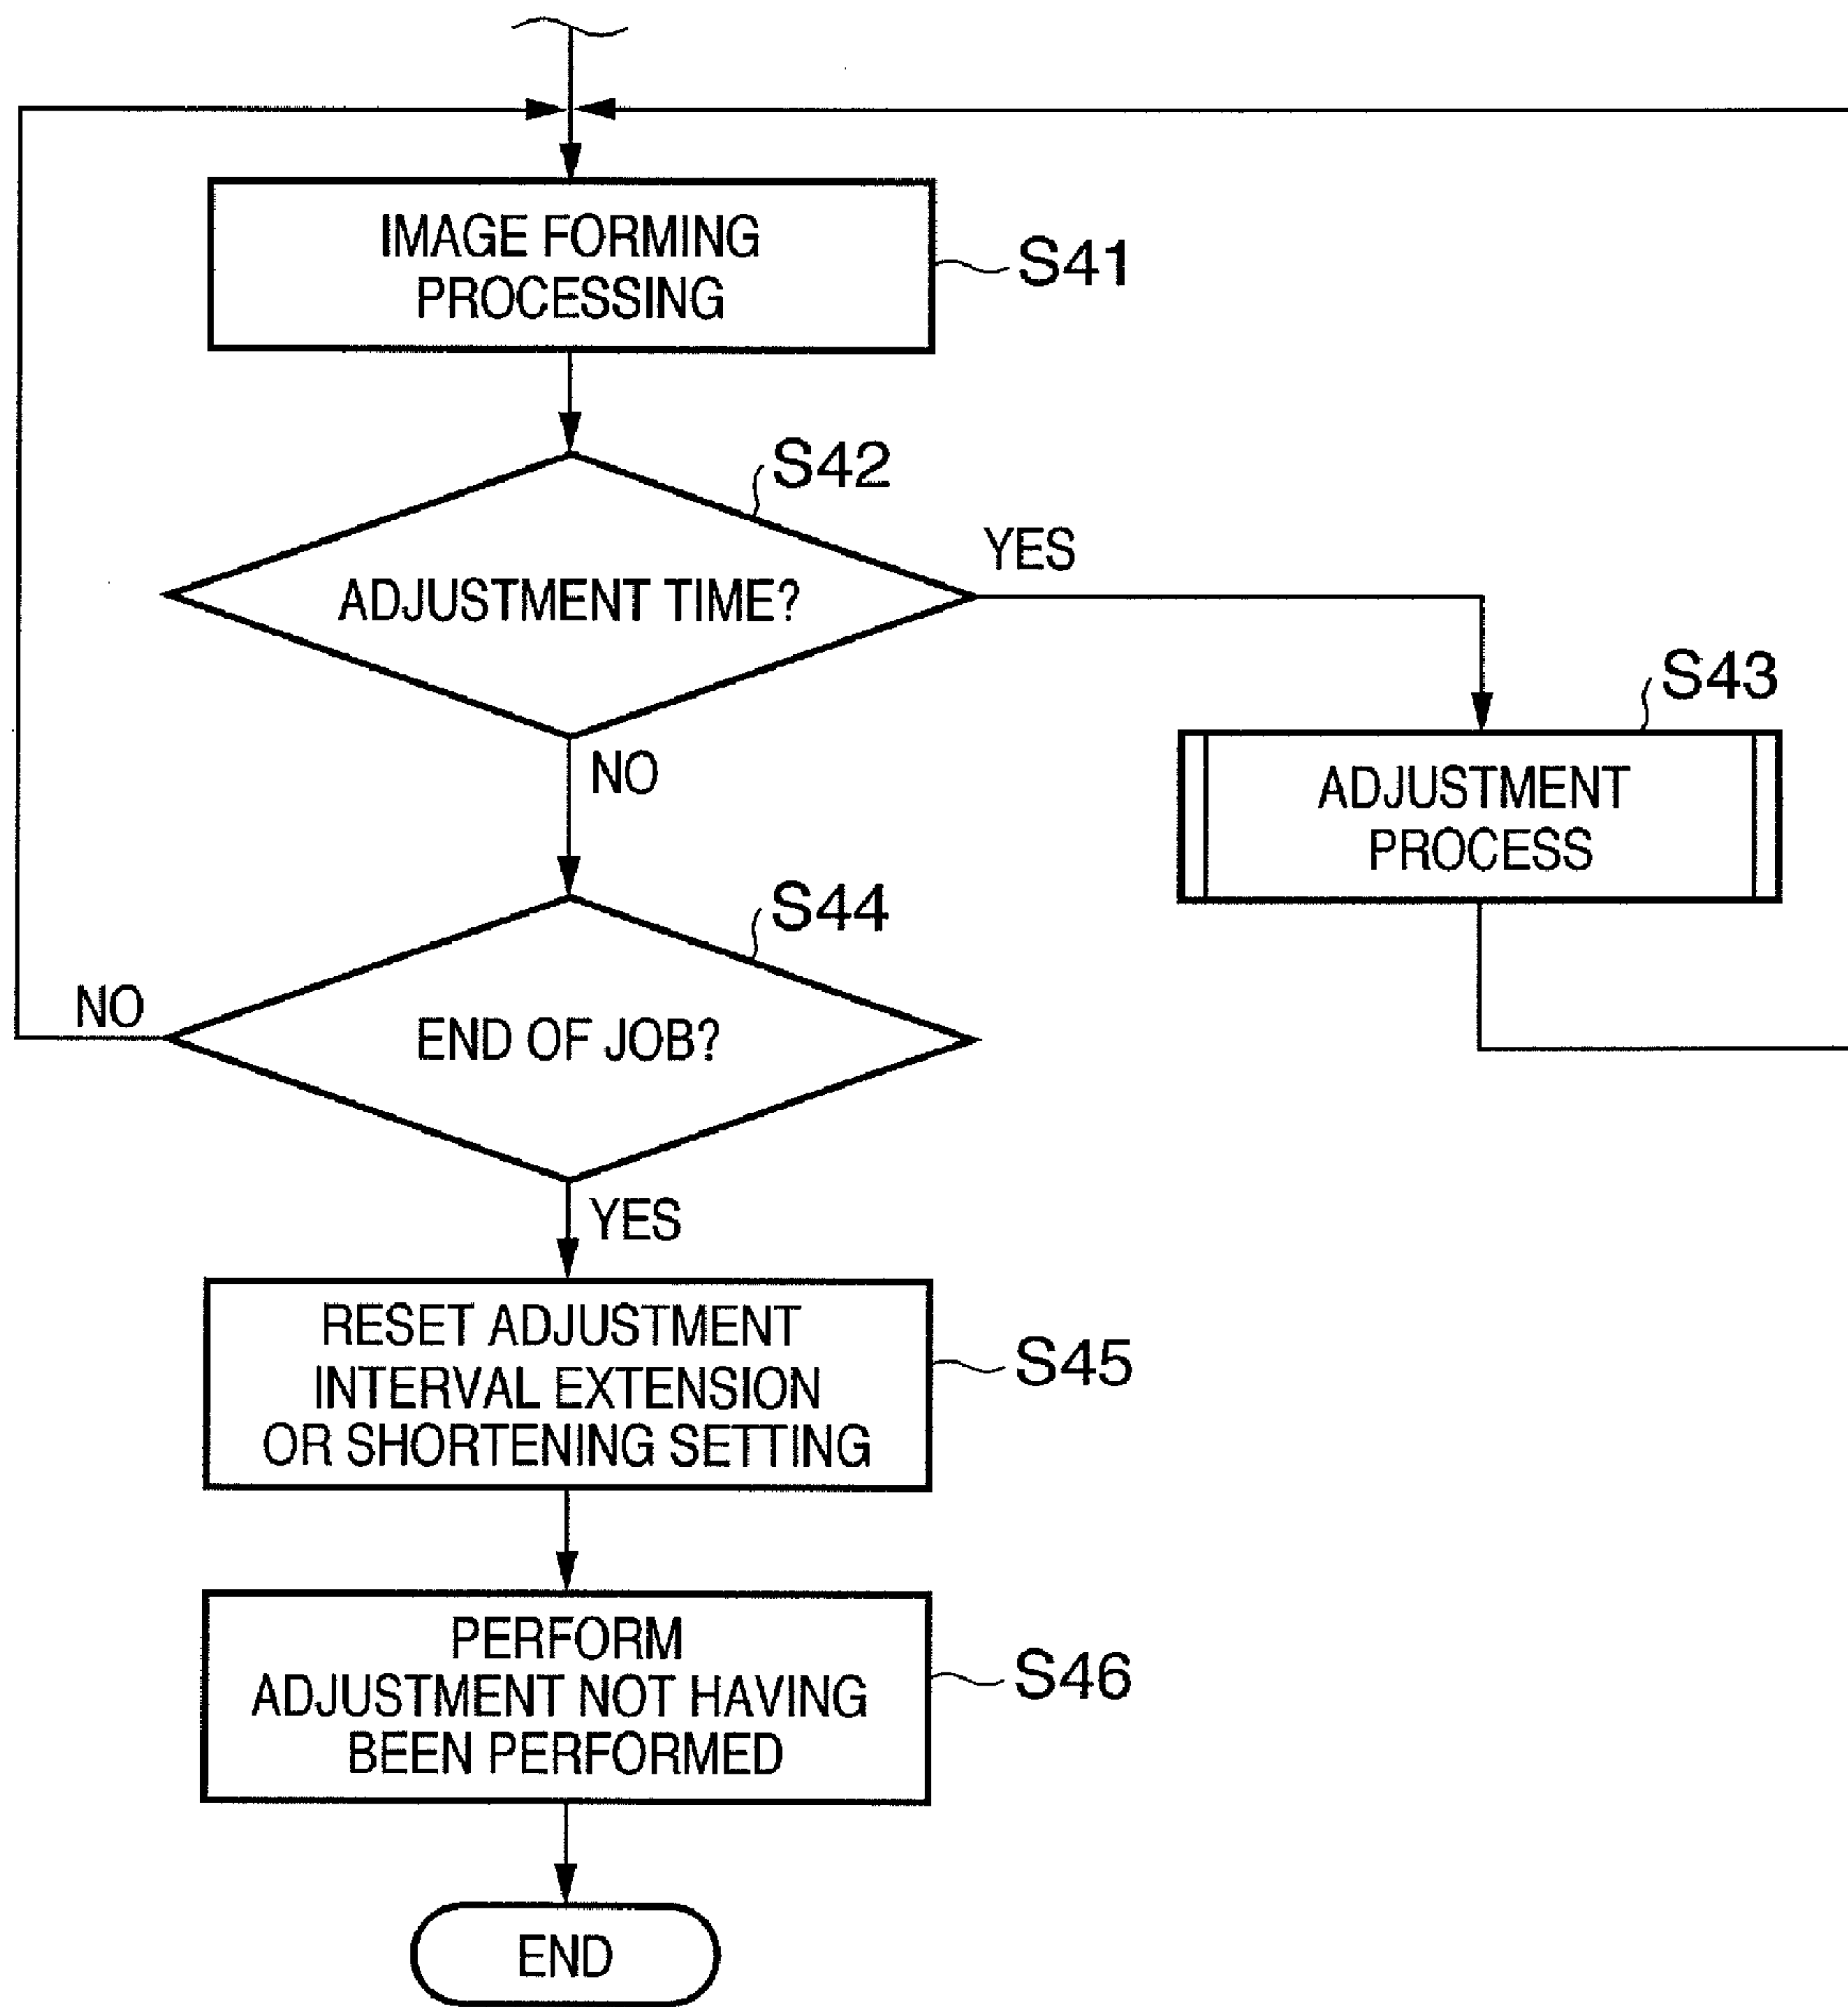 IMAGE FORMING
PROCESSING
S41
S42
ADJUSTMENT TIME?
YES
NO
S43
ADJUSTMENT
PROCESS
S44
END OF JOB?
NO
YES
RESET ADJUSTMENT
INTERVAL EXTENSION
OR SHORTENING SETTING
S45
PERFORM
ADJUSTMENT NOT HAVING
BEEN PERFORMED
S46
END